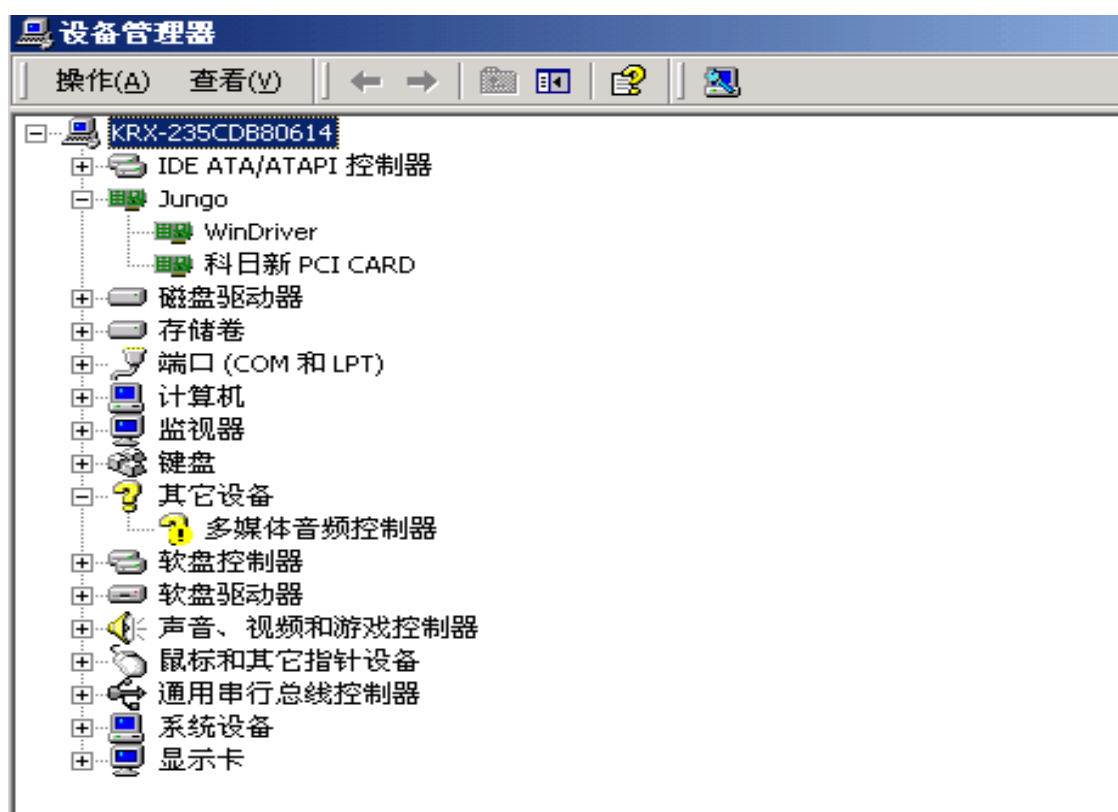 设备管理器
操作(A) 查看(V)
KRX-235CDB80614
IDE ATA/ATAPI 控制器
Jungo
WinDriver
科日新 PCI CARD
磁盘驱动器
存储卷
端口 (COM 和 LPT)
计算机
监视器
键盘
其它设备
多媒体音频控制器
软盘控制器
软盘驱动器
声音、视频和游戏控制器
鼠标和其它指针设备
通用串行总线控制器
系统设备
显示卡